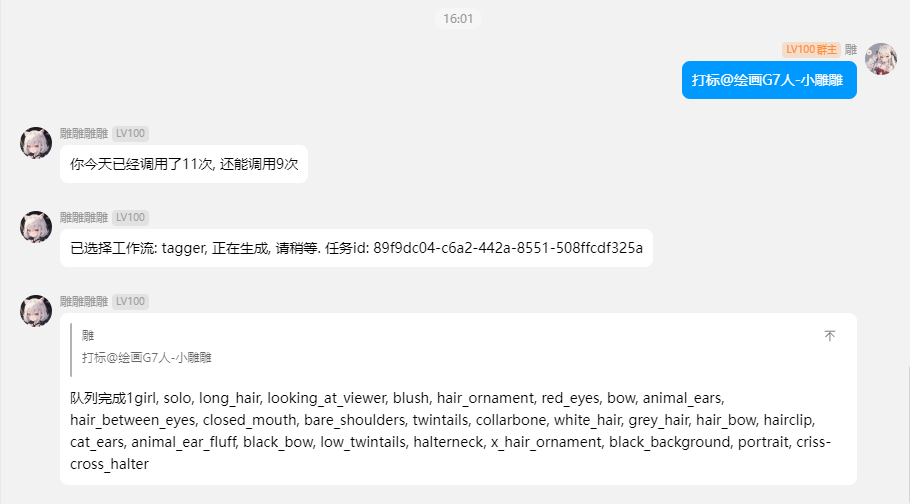 16:01
LV100 群主 雕
打标@绘画G7人-小雕雕
雕雕雕雕 LV100
你今天已经调用了11次, 还能调用9次
雕雕雕雕 LV100
已选择工作流: tagger, 正在生成, 请稍等. 任务id: 89f9dc04-c6a2-442a-8551-508ffcdf325a
雕雕雕雕 LV100
雕
打标@绘画G7人-小雕雕
队列完成1girl, solo, long_hair, looking_at_viewer, blush, hair_ornament, red_eyes, bow, animal_ears,
hair_between_eyes, closed_mouth, bare_shoulders, twintails, collarbone, white_hair, grey_hair, hair_bow, hairclip,
cat_ears, animal_ear_fluff, black_bow, low_twintails, halterneck, x_hair_ornament, black_background, portrait, criss-
cross_halter